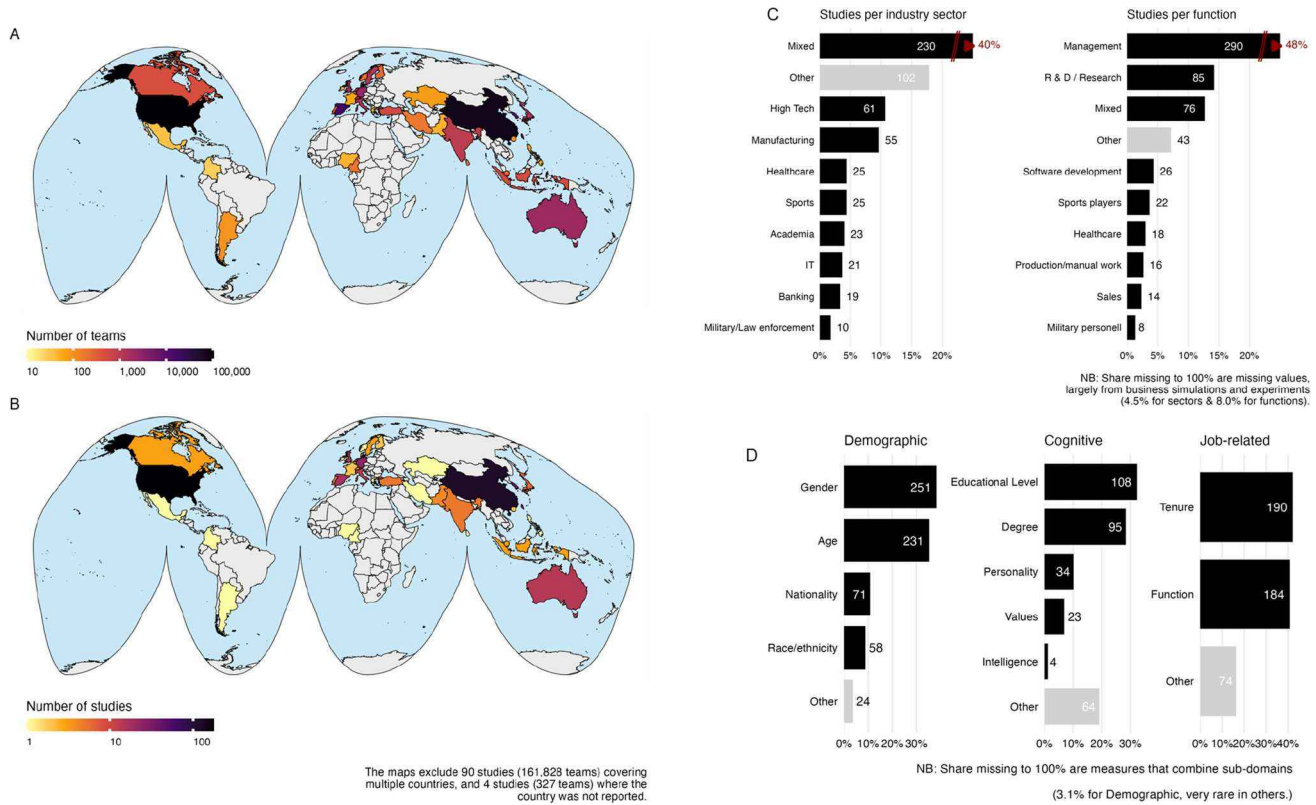 A
Number of teams
10 100 1,000 10,000 100,000
B
Number of studies
1 10 100
The maps exclude 90 studies (161,828 teams) covering
multiple countries, and 4 studies (327 teams) where the
country was not reported.
C
Studies per industry sector
Mixed 230 40%
Other 102
High Tech 61
Manufacturing 55
Healthcare 25
Sports 25
Academia 23
IT 21
Banking 19
Military/Law enforcement 10
0% 5% 10% 15% 20%
Studies per function
Management 290 48%
R & D / Research 85
Mixed 76
Other 43
Software development 26
Sports players 22
Healthcare 18
Production/manual work 16
Sales 14
Military personell 8
0% 5% 10% 15% 20%
NB: Share missing to 100% are missing values,
largely from business simulations and experiments
(4.5% for sectors & 8.0% for functions).
D
Demographic
Gender 251
Age 231
Nationality 71
Race/ethnicity 58
Other 24
0% 10% 20% 30%
Cognitive
Educational Level 108
Degree 95
Personality 34
Values 23
Intelligence 4
Other 64
0% 10% 20% 30%
Job-related
Tenure 190
Function 184
Other 74
0% 10% 20% 30% 40%
NB: Share missing to 100% are measures that combine sub-domains
(3.1% for Demographic, very rare in others.)